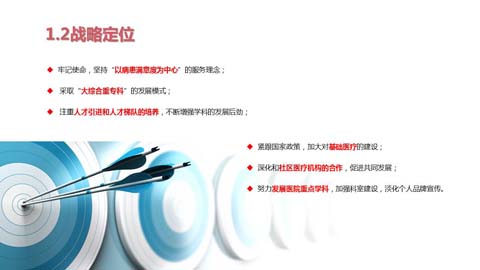 1.2战略定位
◆ 牢记使命，坚持“以病患满意度为中心”的服务理念；
◆ 采取“大综合重专科”的发展模式；
◆ 注重人才引进和人才梯队的培养，不断增强学科的发展后劲；
◆ 紧跟国家政策，加大对基础医疗的建设；
◆ 深化和社区医疗机构的合作，促进共同发展；
◆ 努力发展医院重点学科，加强科室建设，淡化个人品牌宣传。